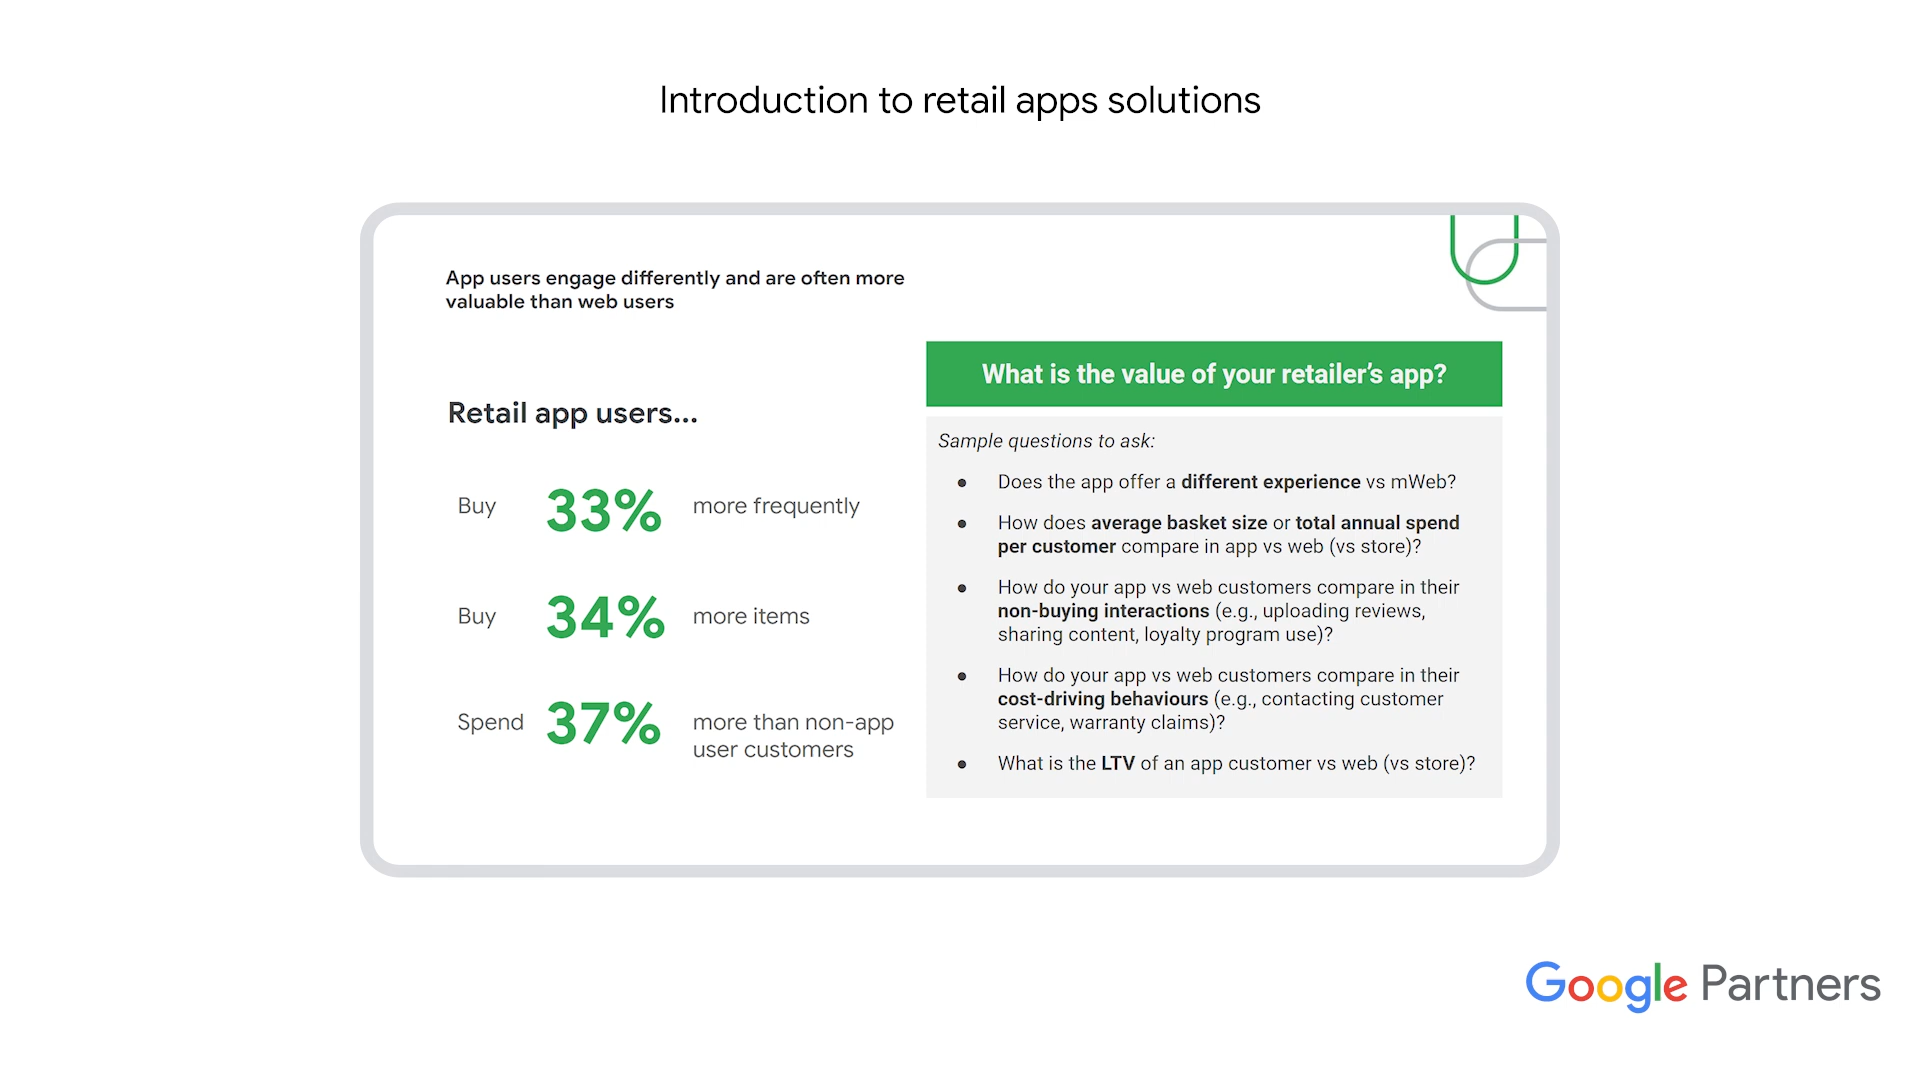 Introduction to retail apps solutions
App users engage differently and are often more
valuable than web users
Retail app users...
Buy 33% more frequently
Buy 34% more items
Spend 37% more than non-app
user customers
What is the value of your retailer’s app?
Sample questions to ask:
● Does the app offer a different experience vs mWeb?
● How does average basket size or total annual spend
per customer compare in app vs web (vs store)?
● How do your app vs web customers compare in their
non-buying interactions (e.g., uploading reviews,
sharing content, loyalty program use)?
● How do your app vs web customers compare in their
cost-driving behaviours (e.g., contacting customer
service, warranty claims)?
● What is the LTV of an app customer vs web (vs store)?
Google Partners